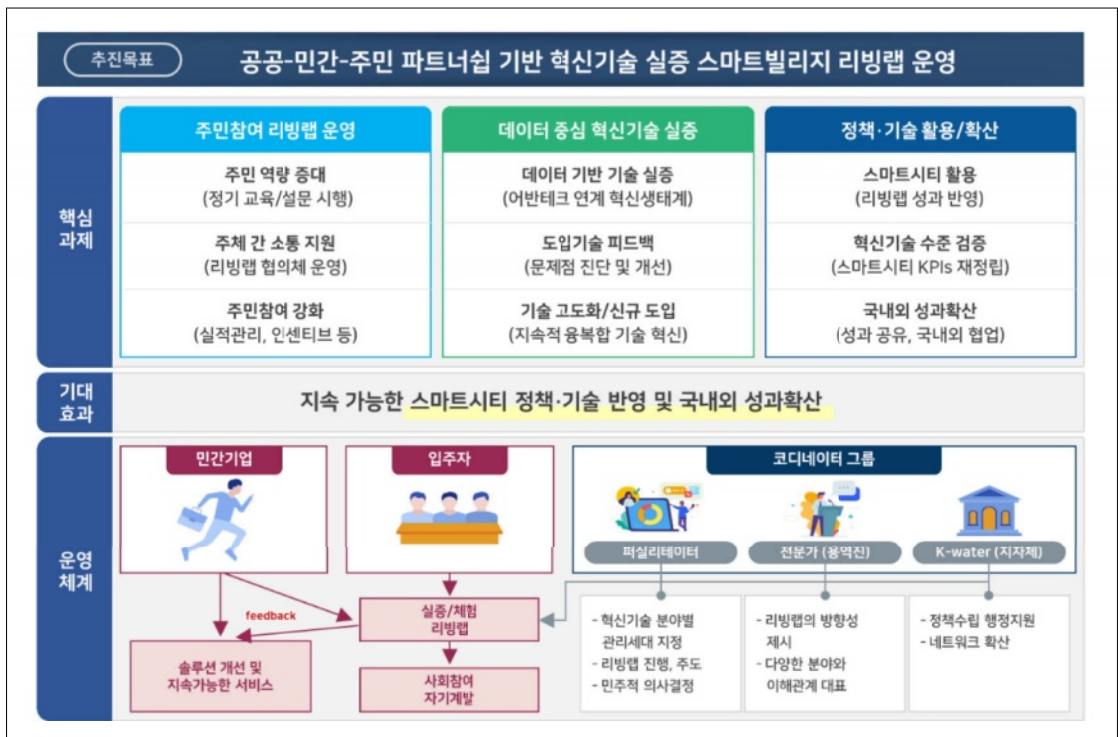 추진목표
공공-민간-주민 파트너쉽 기반 혁신기술 실증 스마트빌리지 리빙랩 운영
핵심
과제
주민참여 리빙랩 운영
주민 역량 증대
(정기 교육/설문 시행)
주체 간 소통 지원
(리빙랩 협의체 운영)
주민참여 강화
(실적관리, 인센티브 등)
데이터 중심 혁신기술 실증
데이터 기반 기술 실증
(어반테크 연계 혁신생태계)
도입기술 피드백
(문제점 진단 및 개선)
기술 고도화/신규 도입
(지속적 융복합 기술 혁신)
정책·기술 활용/확산
스마트시티 활용
(리빙랩 성과 반영)
혁신기술 수준 검증
(스마트시티 KPIs 재정립)
국내외 성과확산
(성과 공유, 국내외 협업)
기대
효과
지속 가능한 스마트시티 정책·기술 반영 및 국내외 성과확산
운영
체계
민간기업
입주자
코디네이터 그룹
퍼실리테이터
전문가 (용역진)
K-water (지자체)
feedback
실증/체험
리빙랩
솔루션 개선 및
지속가능한 서비스
사회참여
자기계발
- 혁신기술 분야별
관리세대 지정
- 리빙랩 진행, 주도
- 민주적 의사결정
- 리빙랩의 방향성
제시
- 다양한 분야와
이해관계 대표
- 정책수립 행정지원
- 네트워크 확산